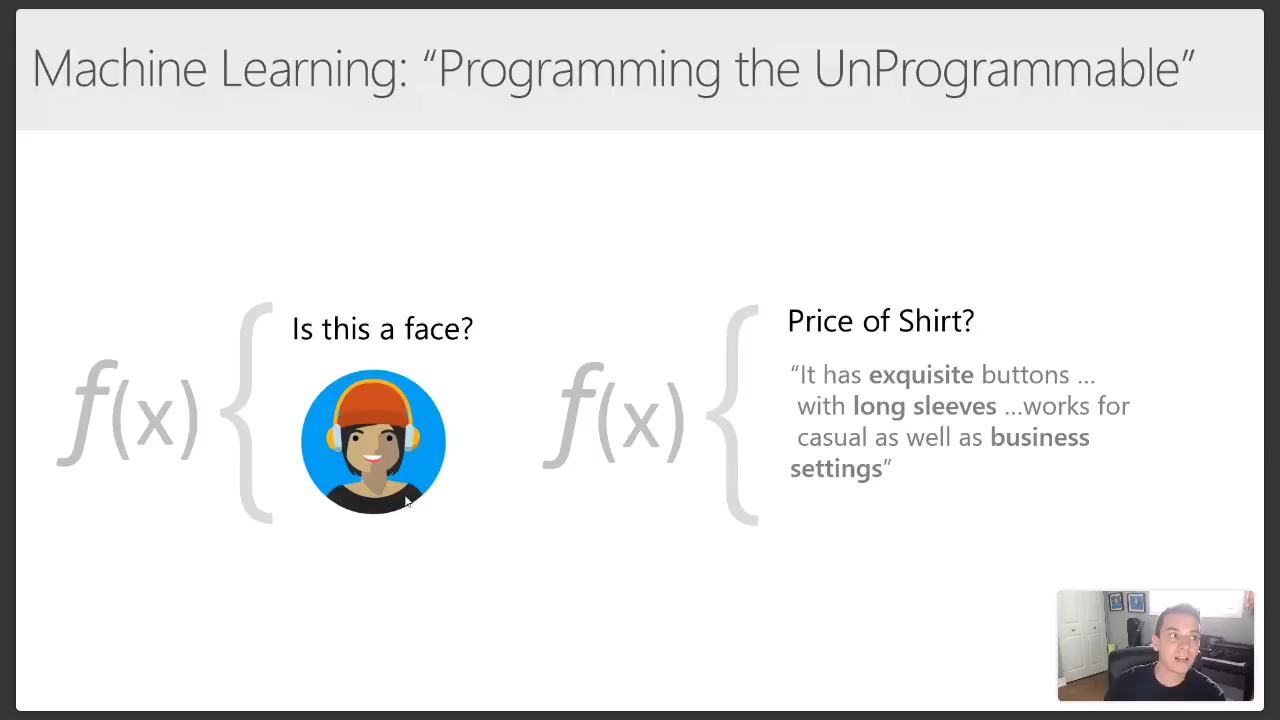 Machine Learning: “Programming the UnProgrammable”
f(x)
Is this a face?
f(x)
Price of Shirt?
“It has exquisite buttons ...
with long sleeves ...works for
casual as well as business
settings”